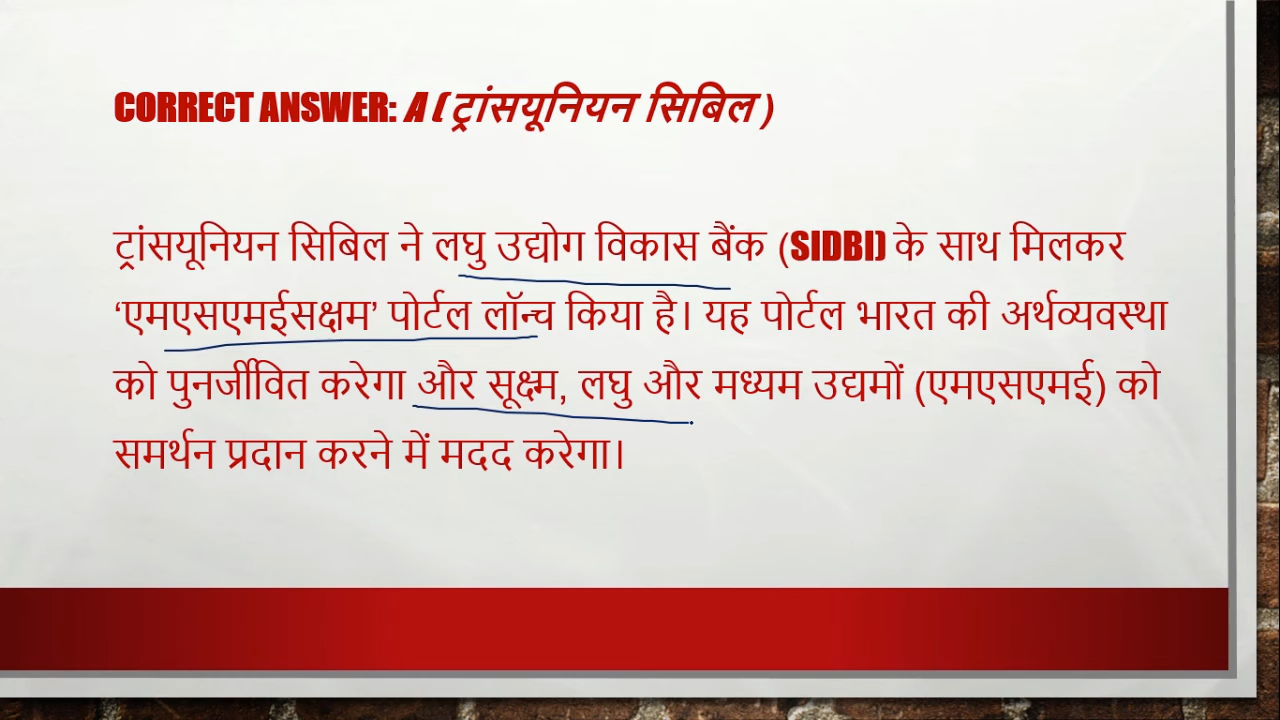 CORRECT ANSWER: A ( ट्रांसयूनियन सिबिल )
ट्रांसयूनियन सिबिल ने लघु उद्योग विकास बैंक (SIDBI) के साथ मिलकर
‘एमएसएमईसक्षम’ पोर्टल लॉन्च किया है। यह पोर्टल भारत की अर्थव्यवस्था
को पुनर्जीवित करेगा और सूक्ष्म, लघु और मध्यम उद्यमों (एमएसएमई) को
समर्थन प्रदान करने में मदद करेगा।